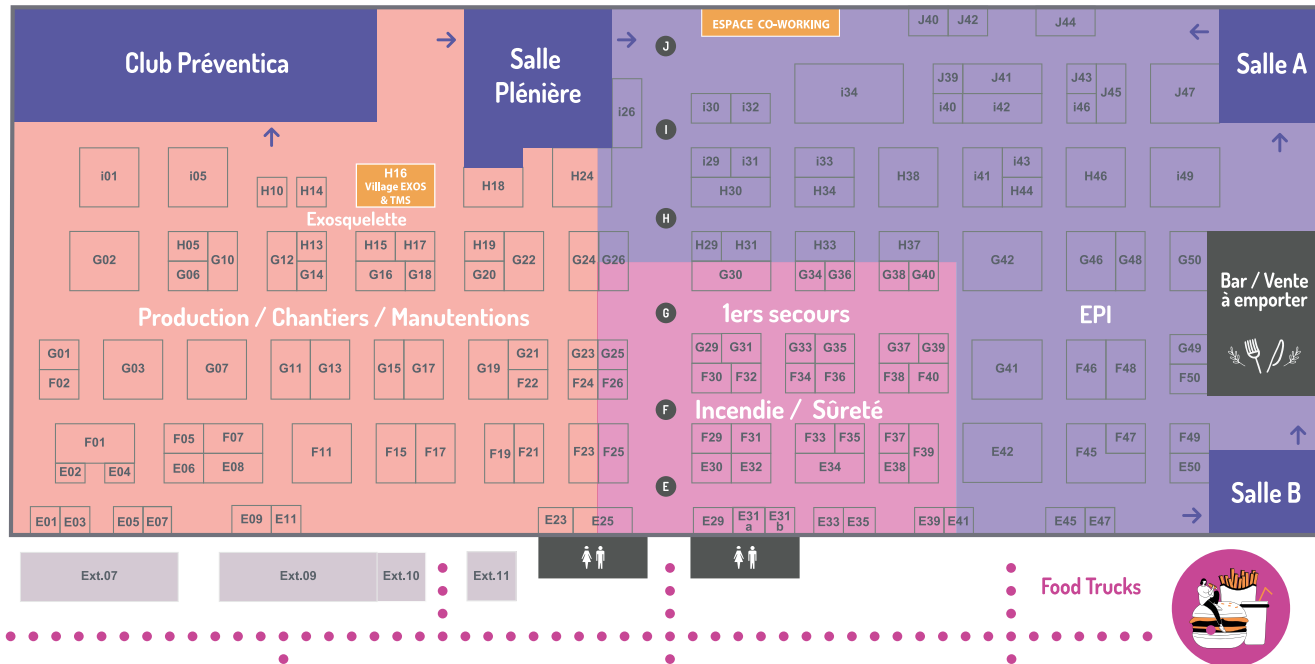 J40 J42 J44
ESPACE CO-WORKING
J
Club Préventica
Salle
Plénière
Salle A
J39 J41 J43 J45 J47
i34
i26
i30 i32 i40 i42 i46
I
i29 i31 i33 i43
i01 i05 H10 H14
H16
Village EXOS
& TMS
H18 H24 H30 H34 H38 i41 H44 H46 i49
Exosquelette
H
H05 G10 H13 H15 H17 H19 H29 H31 H33 H37
G02 G06 G12 G14 G16 G18 G20 G22 G24 G26 G30 G34 G36 G38 G40 G42 G46 G48 G50
Bar / Vente
à emporter
Production / Chantiers / Manutentions
G
1ers secours
EPI
G01 G03 G07 G11 G13 G15 G17 G19 G21 G23 G25 G29 G31 G33 G35 G37 G39 G41 G49
F02 F22 F24 F26 F30 F32 F34 F36 F38 F40 F46 F48 F50
F
Incendie / Sûreté
F01 F05 F07 F11 F15 F17 F19 F21 F23 F25 F29 F31 F33 F35 F37 F39 F45 F47 F49
E02 E04 E06 E08 E30 E32 E34 E38 E42 E50
E
Salle B
E01 E03 E05 E07 E09 E11 E23 E25 E29 E31 a E31 b E33 E35 E39 E41 E45 E47
Ext.07 Ext.09 Ext.10 Ext.11
Food Trucks